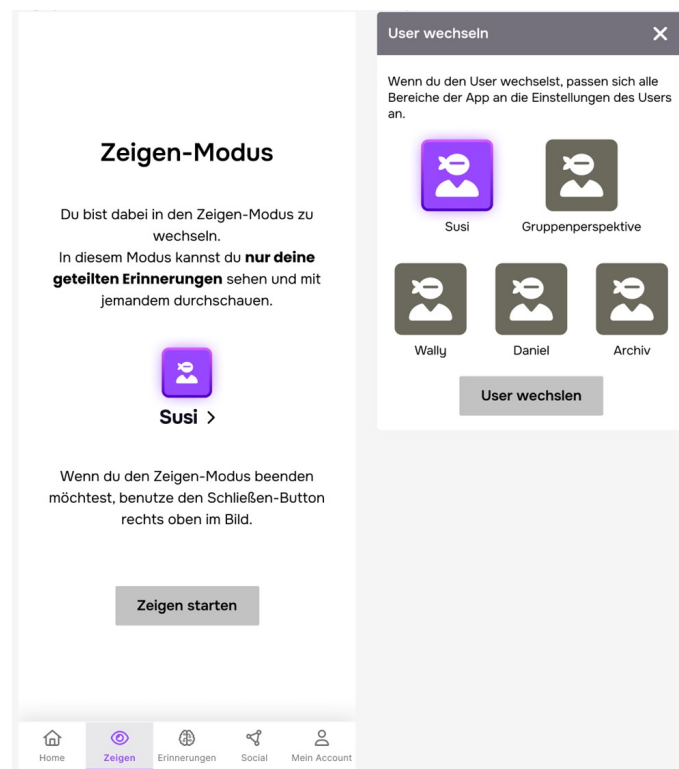 Zeigen-Modus
Du bist dabei in den Zeigen-Modus zu
wechseln.
In diesem Modus kannst du nur deine
geteilten Erinnerungen sehen und mit
jemandem durchschauen.
Susi >
Wenn du den Zeigen-Modus beenden
möchtest, benutze den Schließen-Button
rechts oben im Bild.
Zeigen starten
Home
Zeigen
Erinnerungen
Social
Mein Account
User wechseln
Wenn du den User wechselst, passen sich alle
Bereiche der App an die Einstellungen des Users
an.
Susi
Gruppenperspektive
Wally
Daniel
Archiv
User wechslen